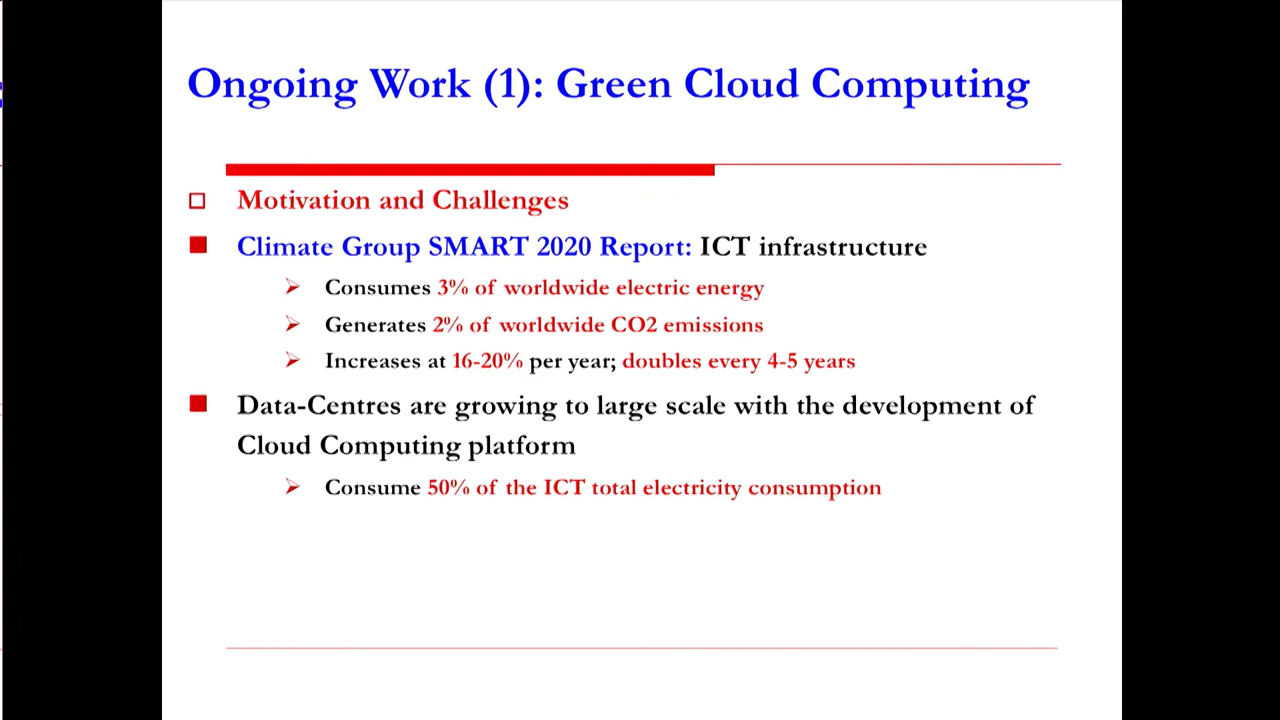 Ongoing Work (1): Green Cloud Computing
Motivation and Challenges
Climate Group SMART 2020 Report: ICT infrastructure
Consumes 3% of worldwide electric energy
Generates 2% of worldwide CO2 emissions
Increases at 16-20% per year; doubles every 4-5 years
Data-Centres are growing to large scale with the development of
Cloud Computing platform
Consume 50% of the ICT total electricity consumption